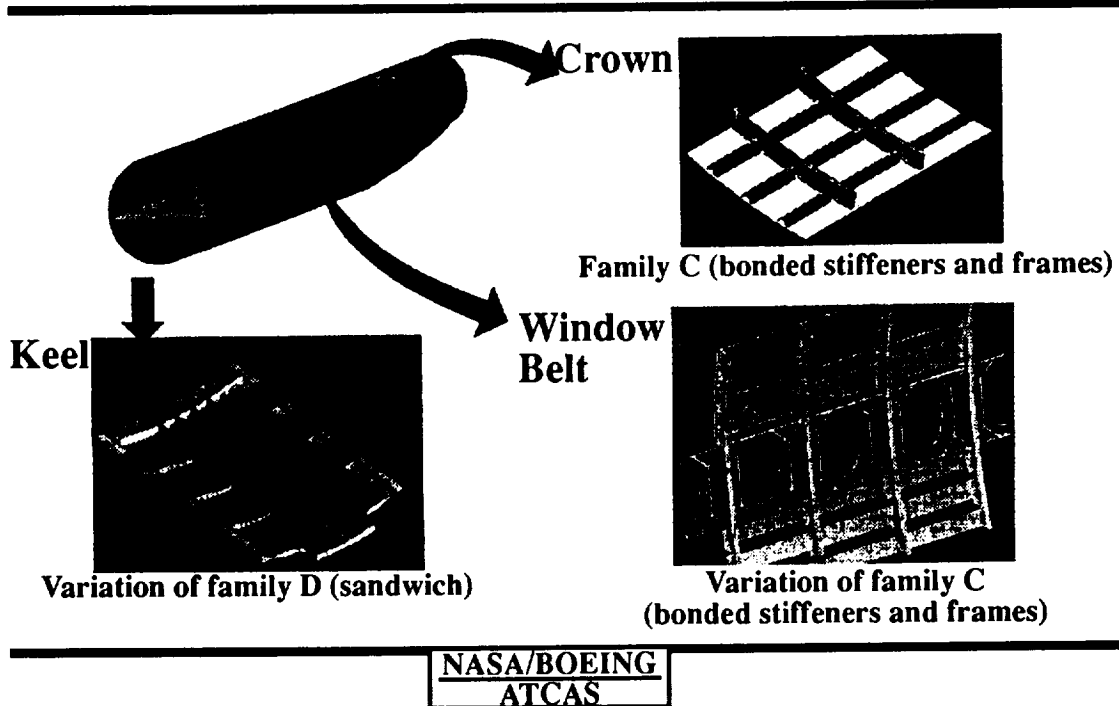 Crown
Family C (bonded stiffeners and frames)
Window
Belt
Keel
Variation of family D (sandwich)
Variation of family C
(bonded stiffeners and frames)
NASA/BOEING
ATCAS